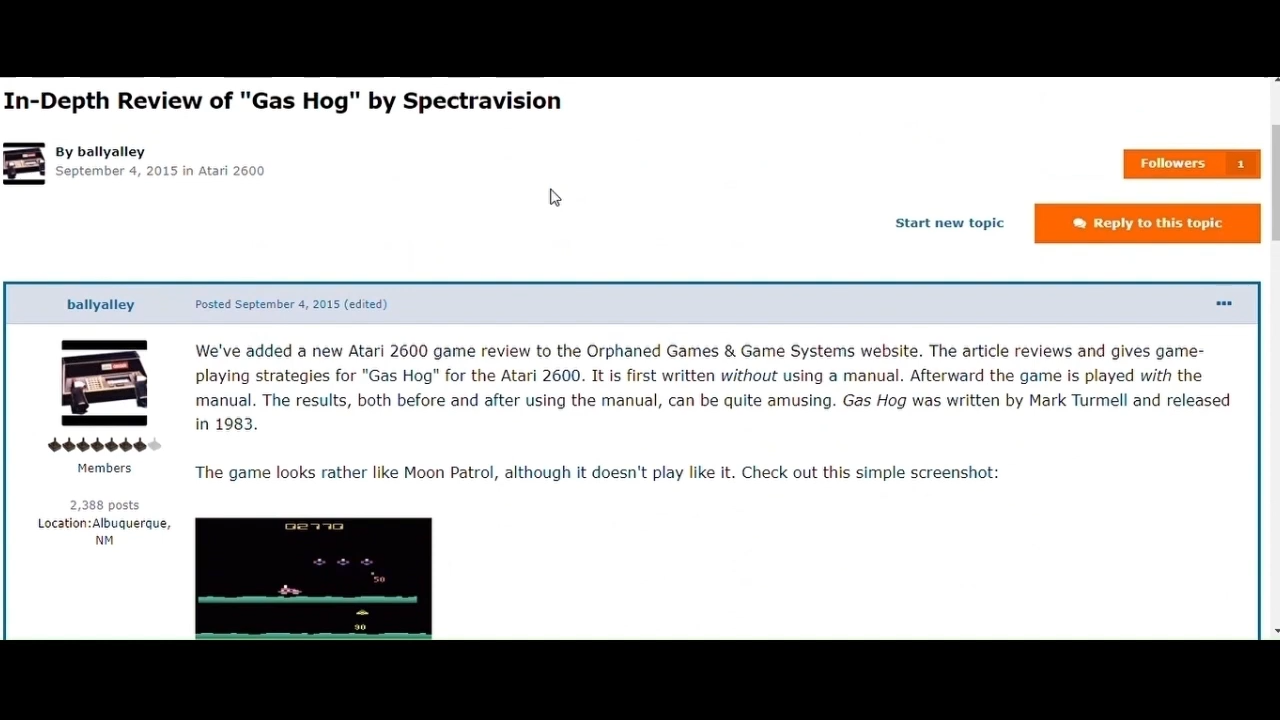 In-Depth Review of "Gas Hog" by Spectravision
By ballyalley
September 4, 2015 in Atari 2600
Followers 1
Start new topic
Reply to this topic
ballyalley
Posted September 4, 2015 (edited)
We've added a new Atari 2600 game review to the Orphaned Games & Game Systems website. The article reviews and gives game-
playing strategies for "Gas Hog" for the Atari 2600. It is first written without using a manual. Afterward the game is played with the
manual. The results, both before and after using the manual, can be quite amusing. Gas Hog was written by Mark Turmell and released
in 1983.
The game looks rather like Moon Patrol, although it doesn't play like it. Check out this simple screenshot:
Members
2,388 posts
Location:Albuquerque,
NM
02770
50
90